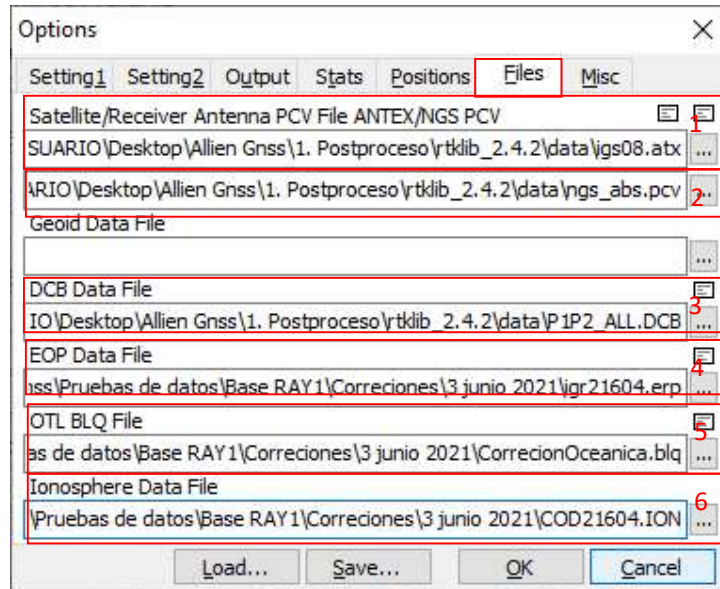 Options
Setting1 Setting2 Output Stats Positions Files Misc
Satellite/Receiver Antenna PCV File ANTEX/NGS PCV
1
SUARIO\Desktop\Allien Gnss\1. Postproceso\rtklib_2.4.2\data\igs08.atx ...
ARIO\Desktop\Allien Gnss\1. Postproceso\rtklib_2.4.2\data\ngs_abs.pcv ...
2
Geoid Data File
...
DCB Data File
3
IO\Desktop\Allien Gnss\1. Postproceso\rtklib_2.4.2\data\P1P2_ALL.DCB ...
EOP Data File
4
nss\Pruebas de datos\Base RAY1\Correciones\3 junio 2021\igr21604.erp ...
OTL BLQ File
5
as de datos\Base RAY1\Correciones\3 junio 2021\CorrecionOceanica.blq ...
Ionosphere Data File
6
\Pruebas de datos\Base RAY1\Correciones\3 junio 2021\COD21604.ION ...
Load... Save... OK Cancel